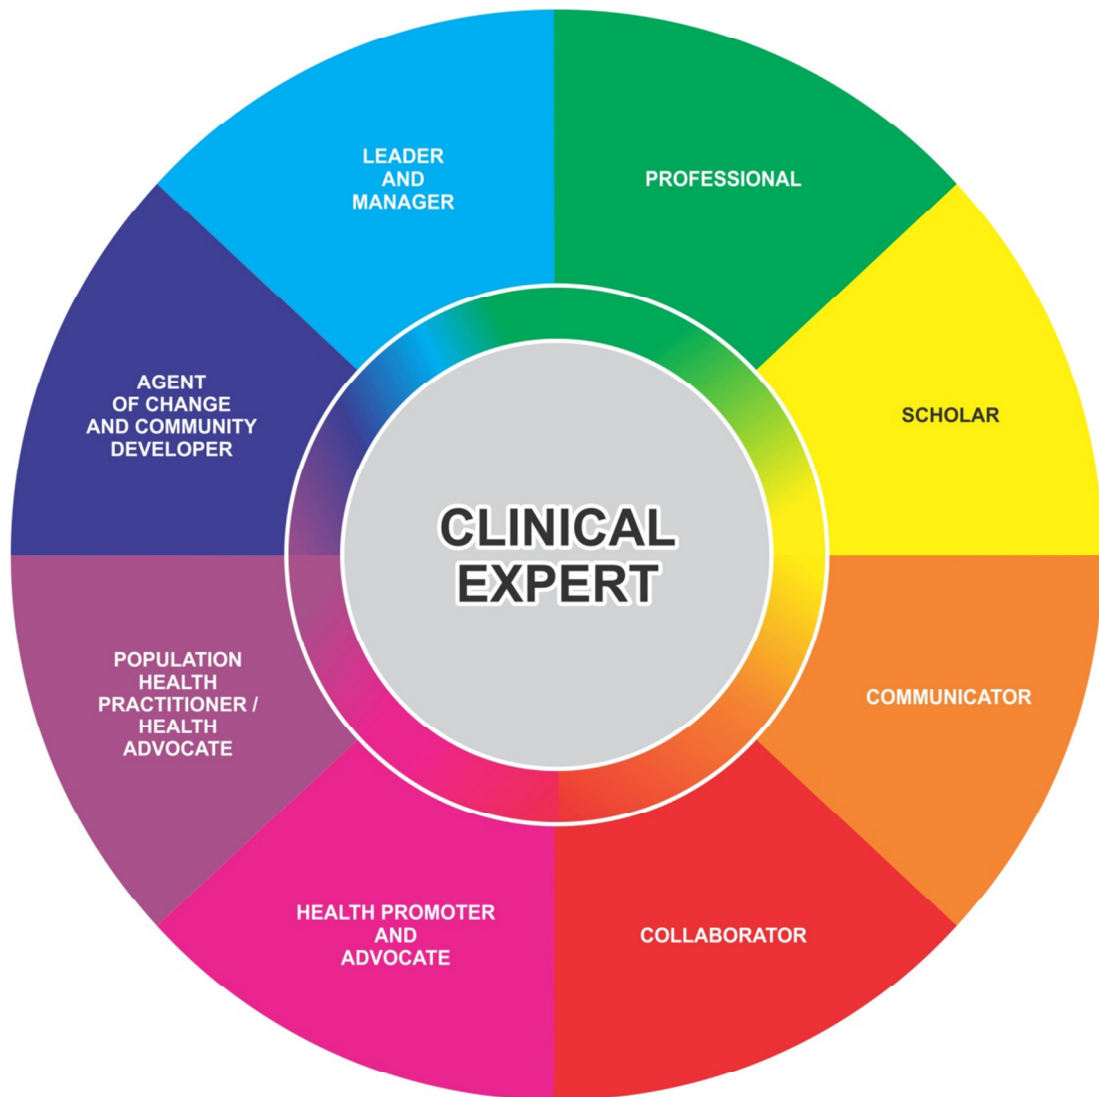 LEADER
AND
MANAGER
PROFESSIONAL
AGENT
OF CHANGE
AND COMMUNITY
DEVELOPER
SCHOLAR
CLINICAL
EXPERT
POPULATION
HEALTH
PRACTITIONER /
HEALTH
ADVOCATE
COMMUNICATOR
HEALTH PROMOTER
AND
ADVOCATE
COLLABORATOR